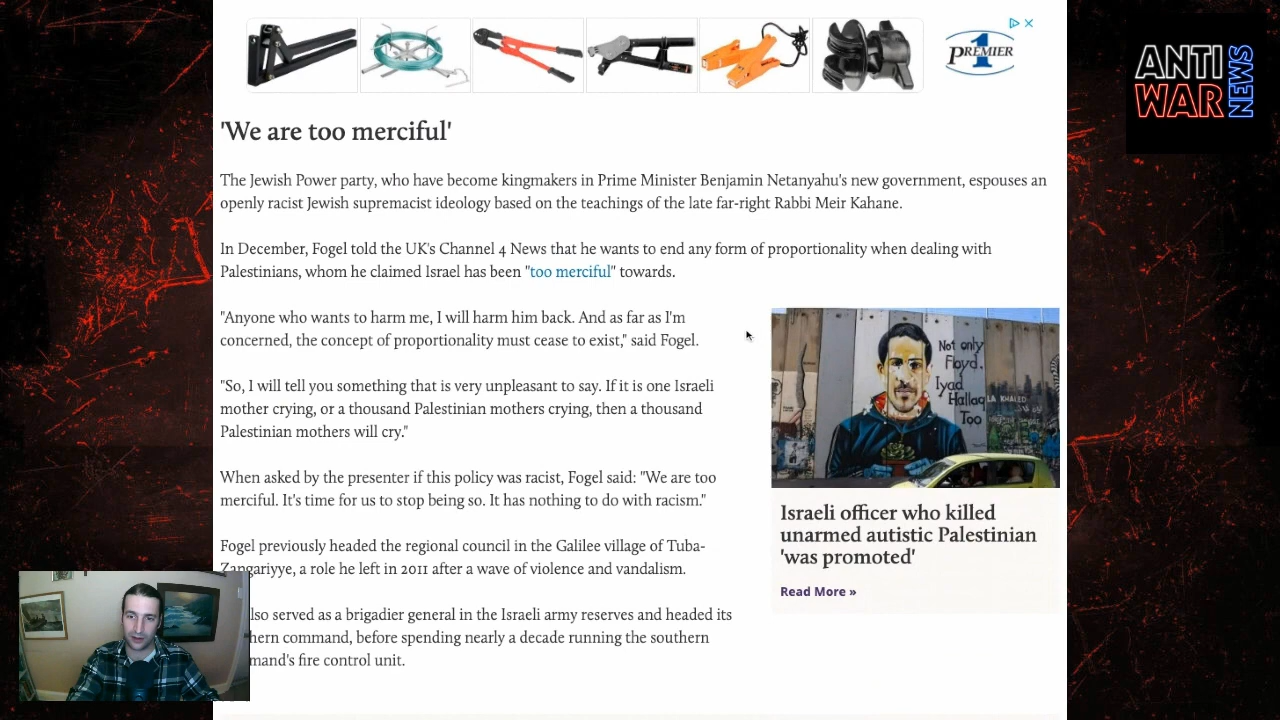 PREMIER
1
ANTI
WAR
NEWS
'We are too merciful'
The Jewish Power party, who have become kingmakers in Prime Minister Benjamin Netanyahu's new government, espouses an
openly racist Jewish supremacist ideology based on the teachings of the late far-right Rabbi Meir Kahane.
In December, Fogel told the UK's Channel 4 News that he wants to end any form of proportionality when dealing with
Palestinians, whom he claimed Israel has been "too merciful" towards.
"Anyone who wants to harm me, I will harm him back. And as far as I'm
concerned, the concept of proportionality must cease to exist," said Fogel.
"So, I will tell you something that is very unpleasant to say. If it is one Israeli
mother crying, or a thousand Palestinian mothers crying, then a thousand
Palestinian mothers will cry."
When asked by the presenter if this policy was racist, Fogel said: "We are too
merciful. It's time for us to stop being so. It has nothing to do with racism."
Fogel previously headed the regional council in the Galilee village of Tuba-
Zangariyye, a role he left in 2011 after a wave of violence and vandalism.
lso served as a brigadier general in the Israeli army reserves and headed its
hern command, before spending nearly a decade running the southern
mand's fire control unit.
Not only
Floyd,
Iyad
Hallaq
Too
LA KHALED
Israeli officer who killed
unarmed autistic Palestinian
'was promoted'
Read More »